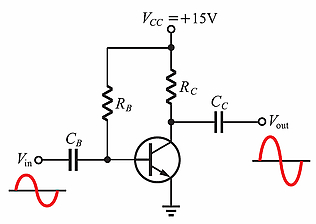 V_CC = +15V
R_B
R_C
C_C
V_out
C_B
V_in